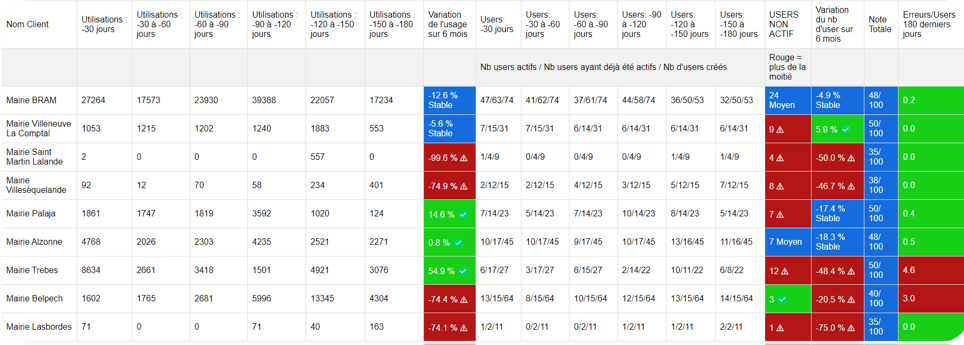 Nom Client | Utilisations : -30 jours | Utilisations : -30 à -60 jours | Utilisations : -60 à -90 jours | Utilisations : -90 à -120 jours | Utilisations : -120 à -150 jours | Utilisations : -150 à -180 jours | Variation de l'usage sur 6 mois | Users: -30 jours | Users: -30 à -60 jours | Users: -60 à -90 jours | Users: -90 à -120 jours | Users: -120 à -150 jours | Users: -150 à -180 jours | USERS NON ACTIF | Variation du nb d'user sur 6 mois | Note Totale | Erreurs/Users 180 derniers jours
Nb users actifs / Nb users ayant déjà été actifs / Nb d'users créés | Rouge = plus de la moitié
Mairie BRAM | 27264 | 17573 | 23930 | 39388 | 22057 | 17234 | -12.6 % Stable | 47/63/74 | 41/62/74 | 37/61/74 | 44/58/74 | 36/50/53 | 32/50/53 | 24 Moyen | -4.9 % Stable | 48/100 | 0.2
Mairie Villeneuve La Comptal | 1053 | 1215 | 1202 | 1240 | 1883 | 553 | -5.6 % Stable | 7/15/31 | 7/15/31 | 6/14/31 | 6/14/31 | 6/14/31 | 6/14/31 | 9 ⚠ | 5.9 % ✓ | 50/100 | 0.0
Mairie Saint Martin Lalande | 2 | 0 | 0 | 0 | 557 | 0 | -99.6 % ⚠ | 1/4/9 | 0/4/9 | 0/4/9 | 0/4/9 | 1/4/9 | 1/4/9 | 4 ⚠ | -50.0 % ⚠ | 35/100 | 0.0
Mairie Villesèquelande | 92 | 12 | 70 | 58 | 234 | 401 | -74.9 % ⚠ | 2/12/15 | 2/12/15 | 4/12/15 | 3/12/15 | 5/12/15 | 7/12/15 | 8 ⚠ | -46.7 % ⚠ | 38/100 | 0.0
Mairie Palaja | 1861 | 1747 | 1819 | 3592 | 1020 | 124 | 14.6 % ✓ | 7/14/23 | 5/14/23 | 7/14/23 | 10/14/23 | 8/14/23 | 5/14/23 | 7 ⚠ | -17.4 % Stable | 50/100 | 0.4
Mairie Alzonne | 4768 | 2026 | 2303 | 4235 | 2521 | 2271 | 0.8 % ✓ | 10/17/45 | 10/17/45 | 9/17/45 | 10/17/45 | 13/16/45 | 11/16/45 | 7 Moyen | -18.3 % Stable | 48/100 | 0.5
Mairie Trebes | 8634 | 2661 | 3418 | 1501 | 4921 | 3076 | 54.9 % ✓ | 6/17/27 | 3/17/27 | 6/15/27 | 2/14/22 | 10/11/22 | 6/8/22 | 12 ⚠ | -48.4 % ⚠ | 50/100 | 4.6
Mairie Belpech | 1602 | 1765 | 2681 | 5996 | 13345 | 4304 | -74.4 % ⚠ | 13/15/64 | 8/15/64 | 10/15/64 | 12/15/64 | 13/15/64 | 14/15/64 | 3 ✓ | -20.5 % ⚠ | 40/100 | 3.0
Mairie Lasbordes | 71 | 0 | 0 | 71 | 40 | 163 | -74.1 % ⚠ | 1/2/11 | 0/2/11 | 0/2/11 | 1/2/11 | 1/2/11 | 2/2/11 | 1 ⚠ | -75.0 % ⚠ | 35/100 | 0.0